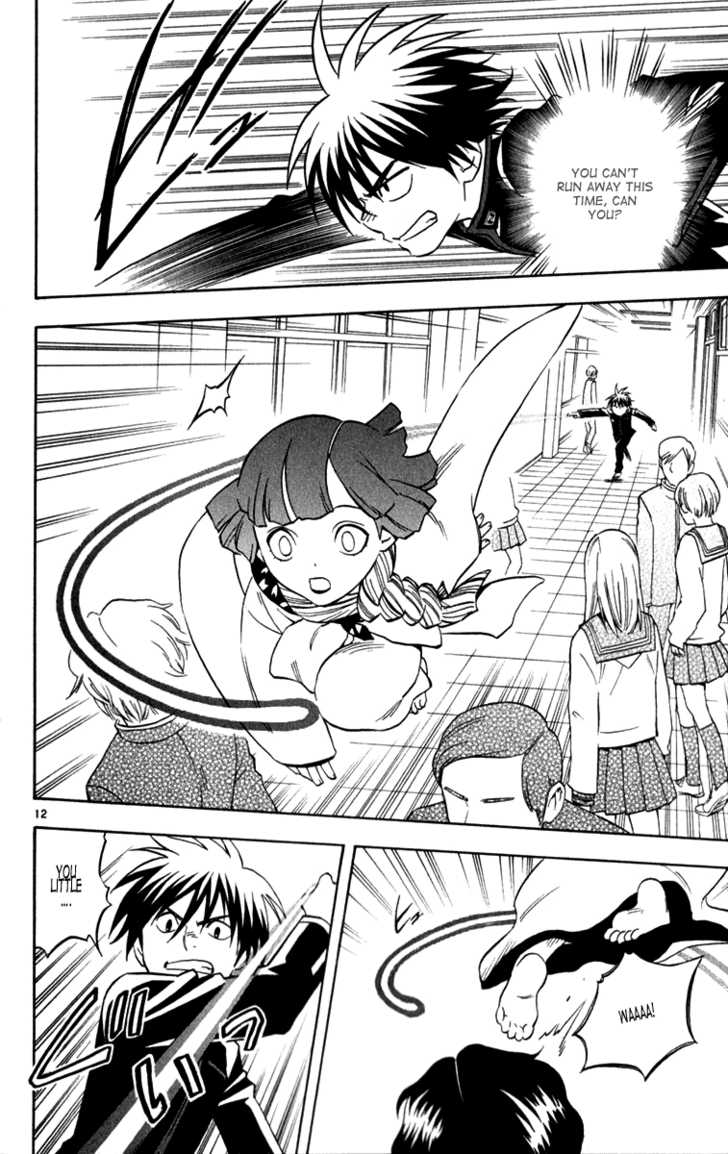 YOU CAN'T
RUN AWAY THIS
TIME, CAN
YOU?
12
WAAAA!
YOU
LITTLE
....